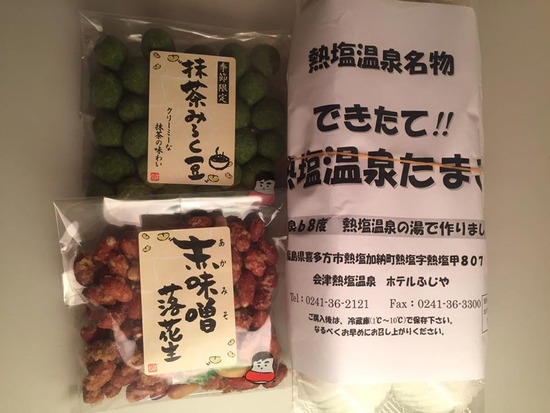 季節限定
抹茶みるく豆
クリーミーな
抹茶の味わい
あかみそ
赤味噌
落花生
熱塩温泉名物
できたて!!
熱塩温泉たまご
68度 熱塩温泉の湯で作りまし
島県喜多方市熱塩加納町熱塩字熱塩甲807
会津熱塩温泉 ホテルふじや
Tel:0241-36-2121 Fax:0241-36-3300
ご購入後は、冷蔵庫(1℃~10℃)で保存下さい。
なるべくお早めにお召し上がりください。